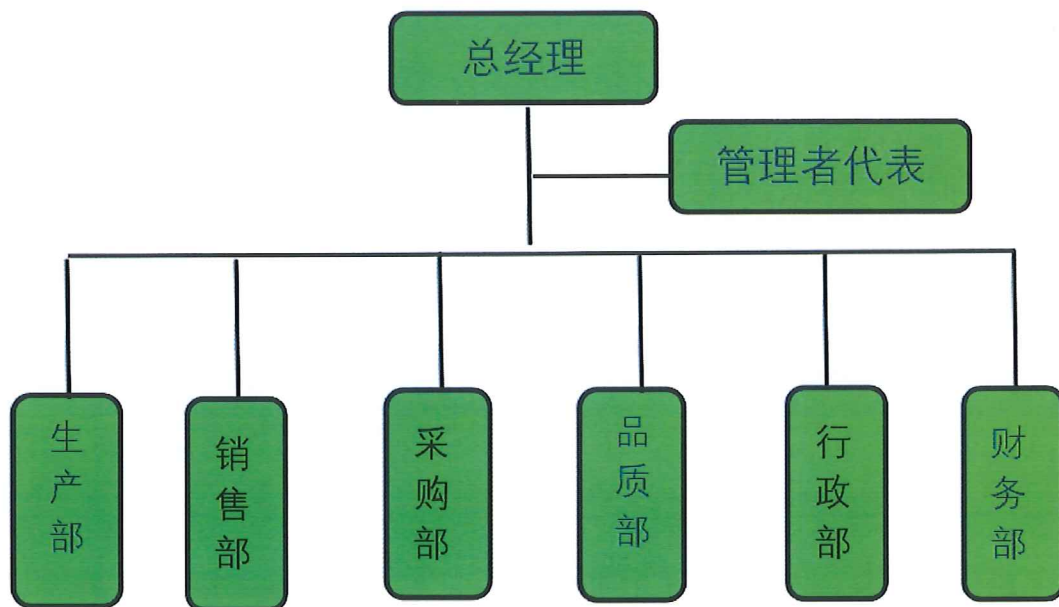 总经理
管理者代表
生产部
销售部
采购部
品质部
行政部
财务部